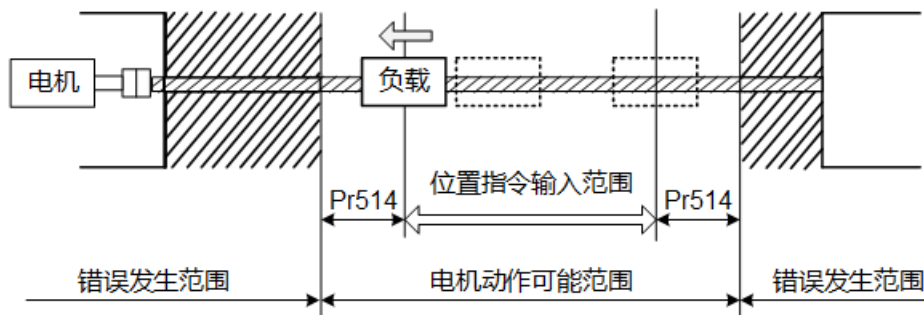 电机
负载
位置指令输入范围
Pr514
Pr514
错误发生范围
电机动作可能范围
错误发生范围